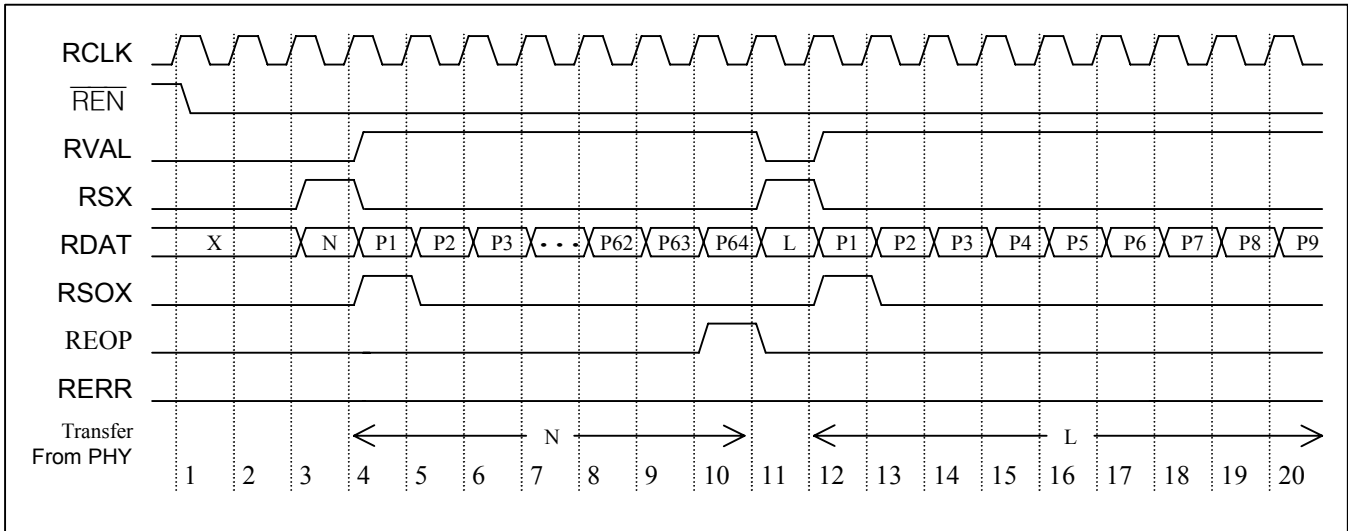 RCLK
REN
RVAL
RSX
RDAT X N P1 P2 P3 • • • P62 P63 P64 L P1 P2 P3 P4 P5 P6 P7 P8 P9
RSOX
REOP
RERR
Transfer N L
From PHY
1 2 3 4 5 6 7 8 9 10 11 12 13 14 15 16 17 18 19 20